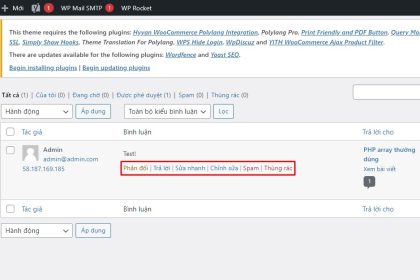 + Mới 1 WP Mail SMTP 1 WP Rocket
This theme requires the following plugins: Hyyan WooCommerce Polylang Integration, Polylang Pro, Print Friendly and PDF Button, Query Mon
SSL, Simply Show Hooks, Theme Translation For Polylang, WPS Hide Login, WpDiscuz and YITH WooCommerce Ajax Product Filter.
There are updates available for the following plugins: Wordfence and Yoast SEO.
Begin installing plugins | Begin updating plugins
Tất cả (1) | Của tôi (0) | Đang chờ (0) | Được phê duyệt (1) | Spam (0) | Thùng rác (0)
Hành động Áp dụng Toàn bộ kiểu bình luận Lọc
Tác giả Bình luận Trả lời cho
Admin Test! PHP array thường
admin@admin.com dùng
58.187.169.185 Phản đối | Trả lời | Sửa nhanh | Chỉnh sửa | Spam | Thùng rác Xem bài viết
1
Tác giả Bình luận Trả lời cho
Hành động Áp dụng